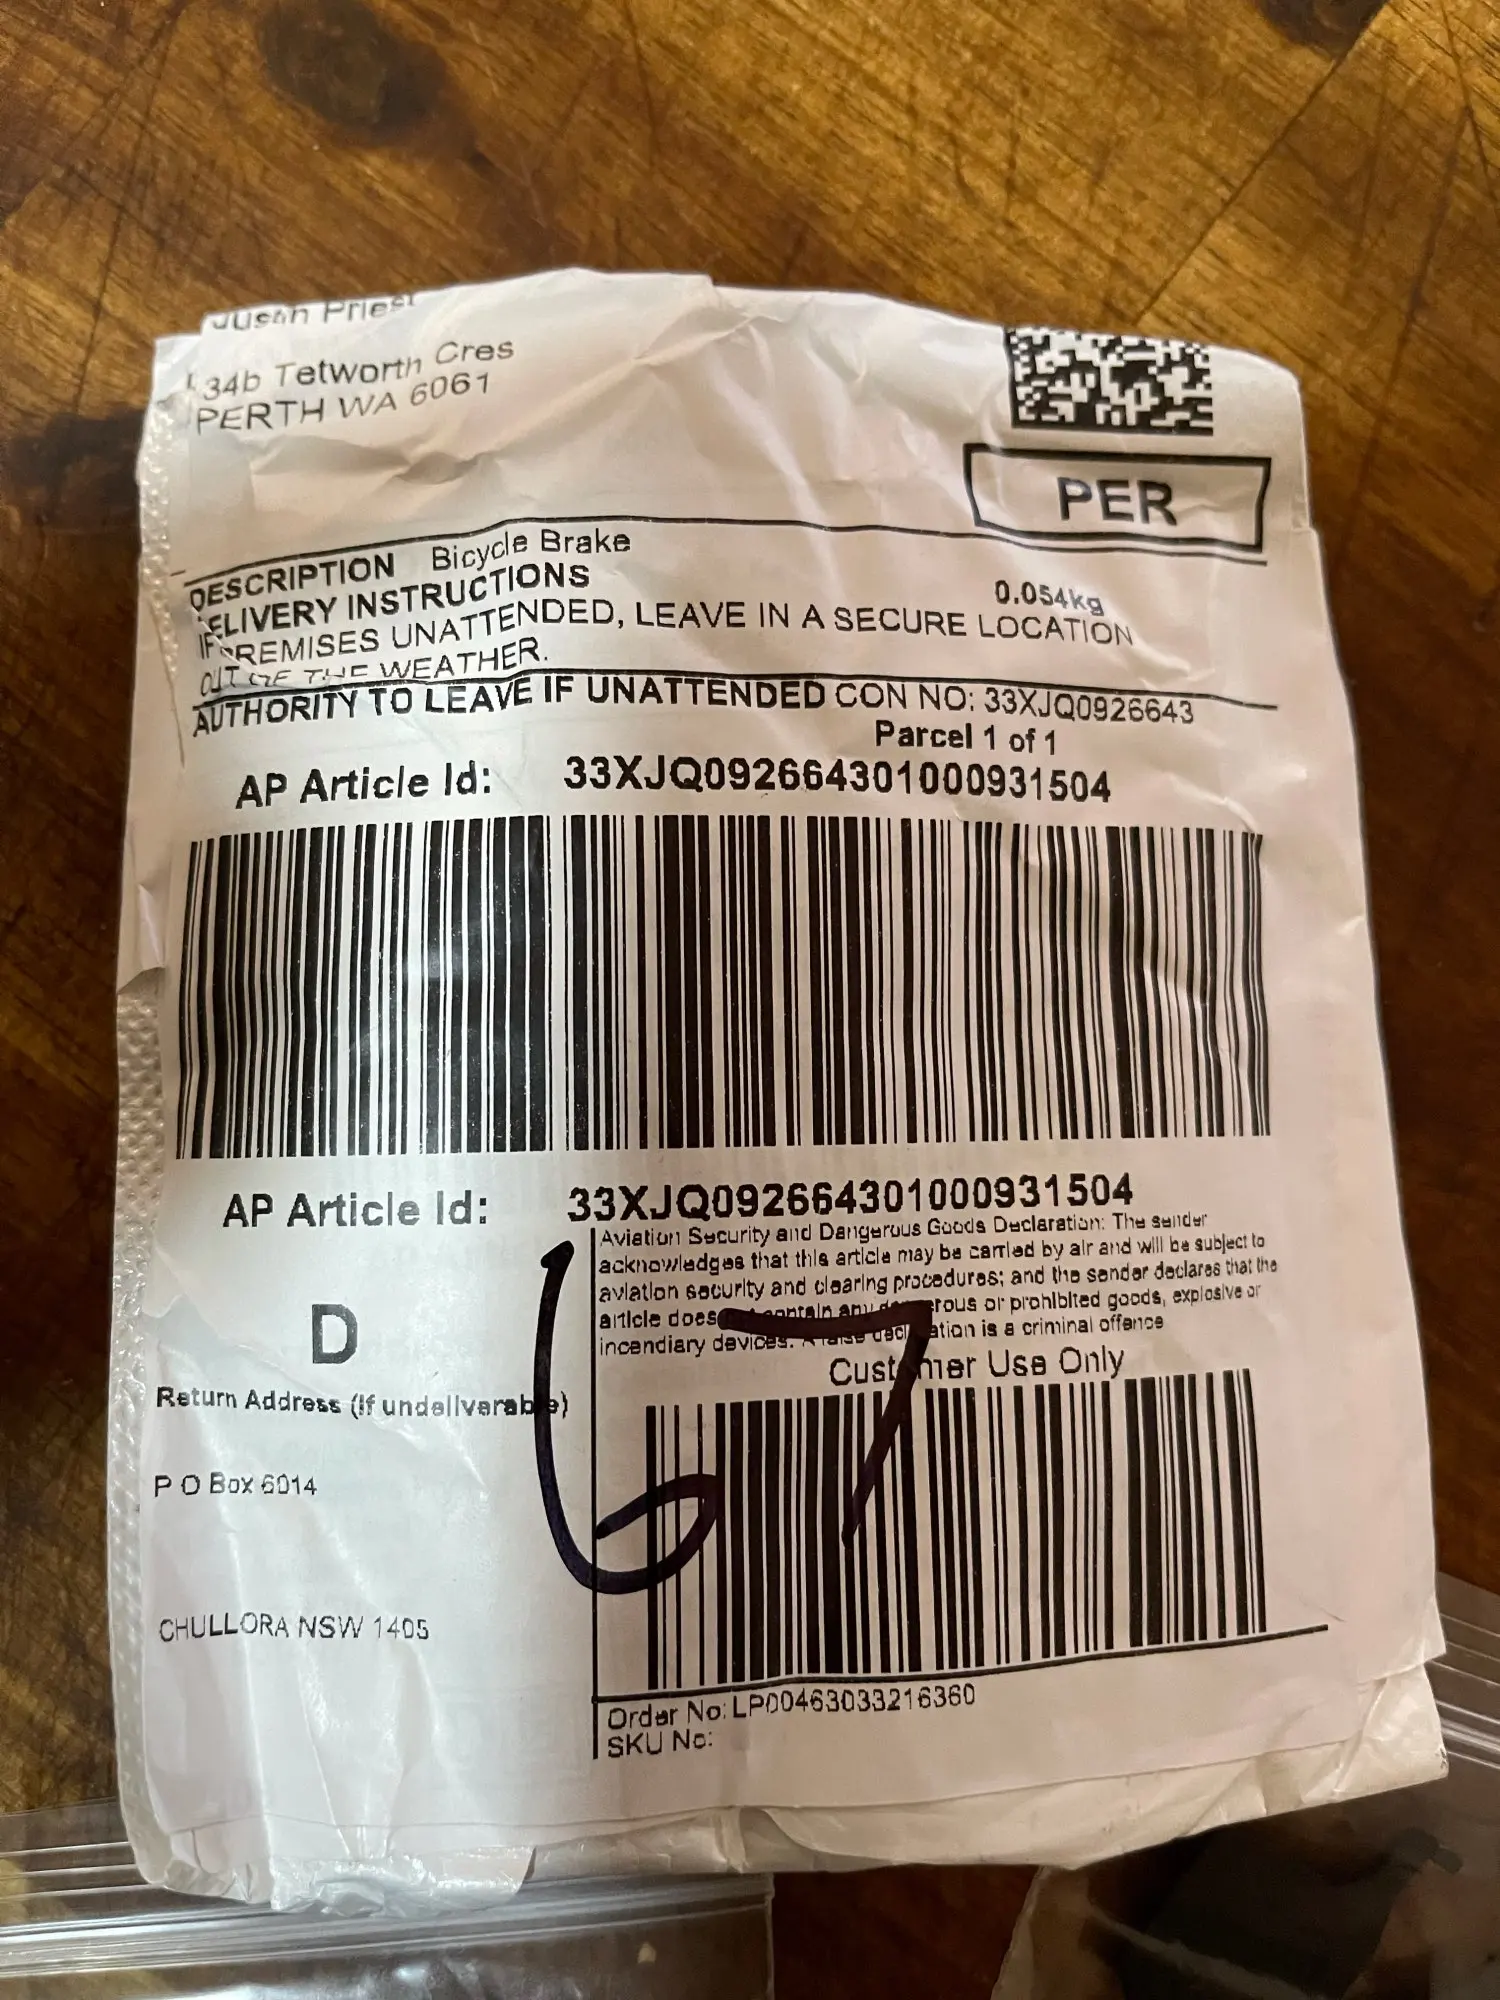 Justin Priest
34b Tetworth Cres
PERTH WA 6061
PER
DESCRIPTION Bicycle Brake
0.054kg
DELIVERY INSTRUCTIONS
IF PREMISES UNATTENDED, LEAVE IN A SECURE LOCATION
OUT OF THE WEATHER.
AUTHORITY TO LEAVE IF UNATTENDED CON NO: 33XJQ0926643
Parcel 1 of 1
AP Article Id: 33XJQ092664301000931504
AP Article Id: 33XJQ092664301000931504
Aviation Security and Dangerous Goods Declaration: The sender
acknowledges that this article may be carried by air and will be subject to
aviation security and clearing procedures; and the sender declares that the
article does not contain any dangerous or prohibited goods, explosive or
incendiary devices. A false declaration is a criminal offence
67
D
Customer Use Only
Return Address (If undeliverable)
P O Box 6014
CHULLORA NSW 1405
Order No: LP00463033216360
SKU No: